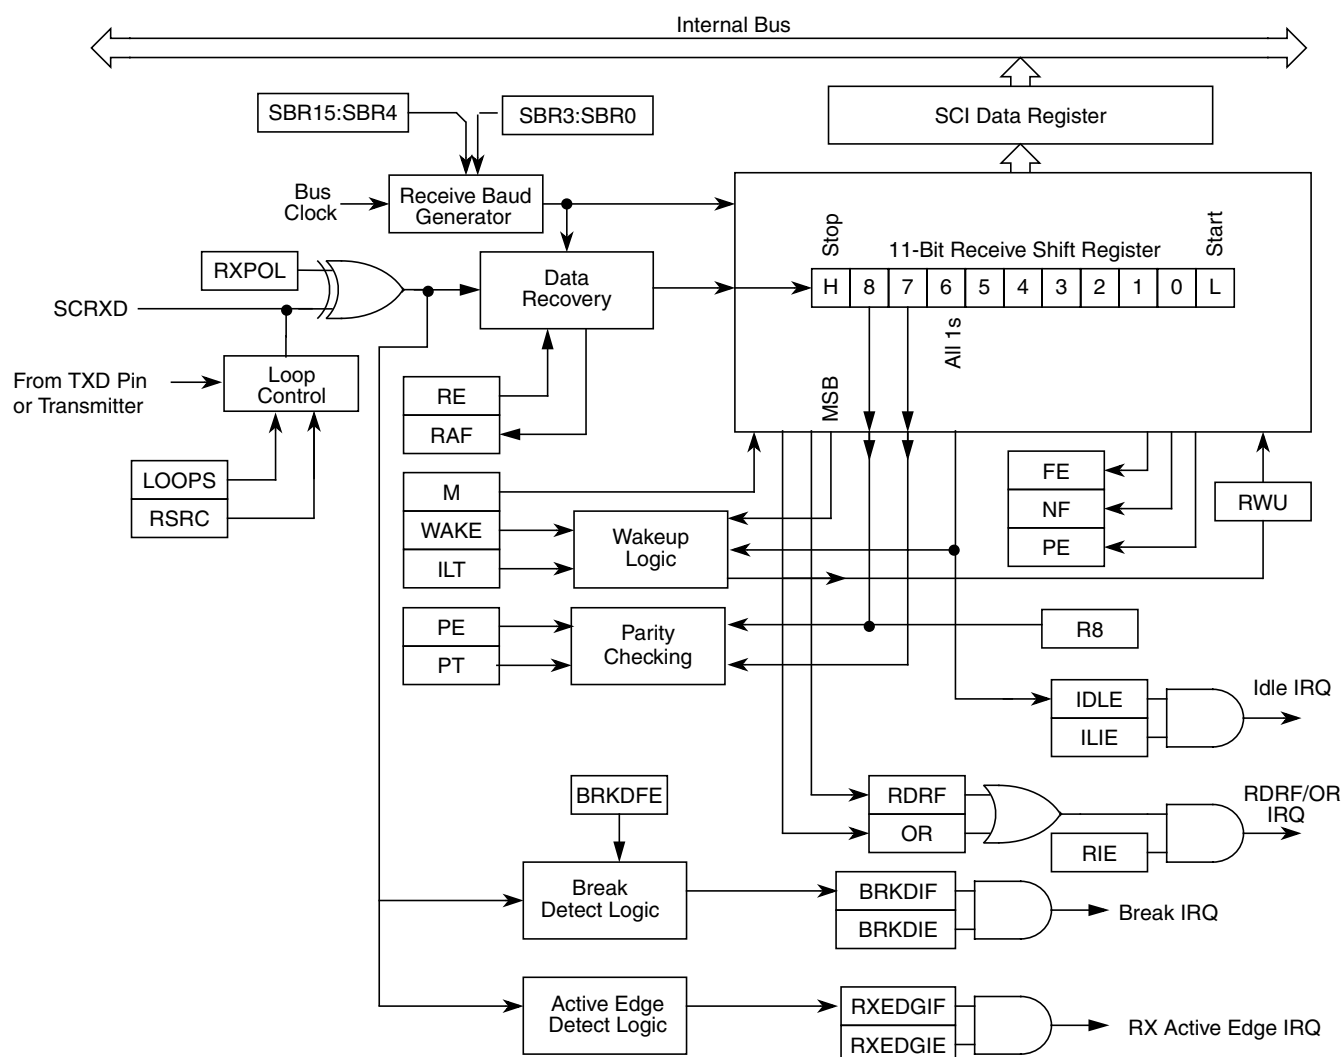 Internal Bus
SBR15:SBR4
SBR3:SBR0
SCI Data Register
Bus
Clock
Receive Baud
Generator
Stop
11-Bit Receive Shift Register
Start
H 8 7 6 5 4 3 2 1 0 L
All 1s
MSB
RXPOL
SCRXD
Data
Recovery
From TXD Pin
or Transmitter
Loop
Control
RE
RAF
LOOPS
RSRC
M
WAKE
ILT
Wakeup
Logic
FE
NF
PE
RWU
PE
PT
Parity
Checking
R8
IDLE
ILIE
Idle IRQ
BRKDFE
RDRF
OR
RIE
RDRF/OR
IRQ
Break
Detect Logic
BRKDIF
BRKDIE
Break IRQ
Active Edge
Detect Logic
RXEDGIF
RXEDGIE
RX Active Edge IRQ